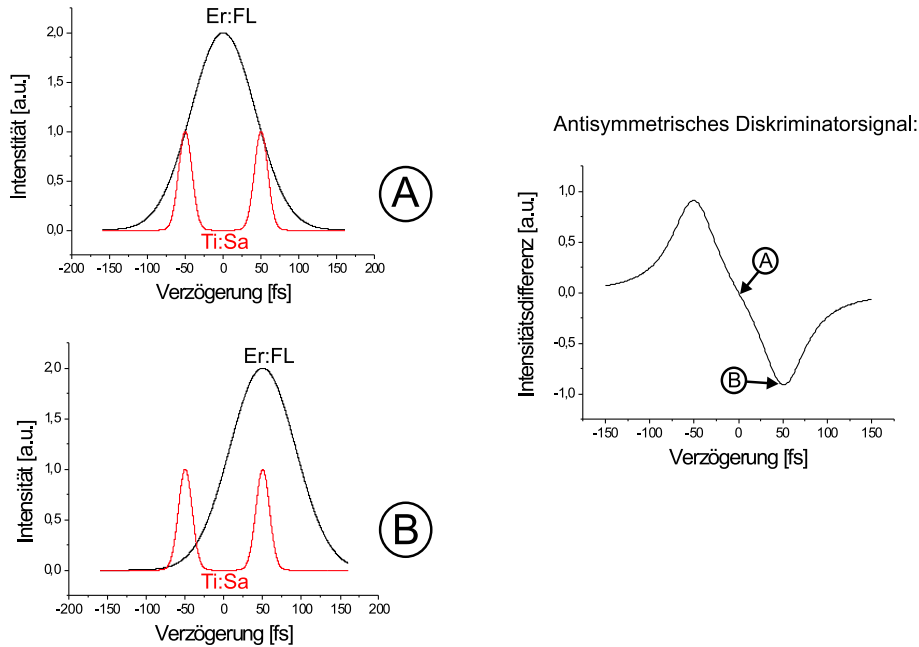 Er:FL
Intenstität [a.u.]
2,0
1,5
1,0
0,5
0,0
Ti:Sa
-200 -150 -100 -50 0 50 100 150 200
Verzögerung [fs]
A
Er:FL
Intensität [a.u.]
2,0
1,5
1,0
0,5
0,0
Ti:Sa
-200 -150 -100 -50 0 50 100 150 200
Verzögerung [fs]
B
Antisymmetrisches Diskriminatorsignal:
Intensitätsdifferenz [a.u.]
1,0
0,5
0,0
-0,5
-1,0
A
B
-150 -100 -50 0 50 100 150
Verzögerung [fs]